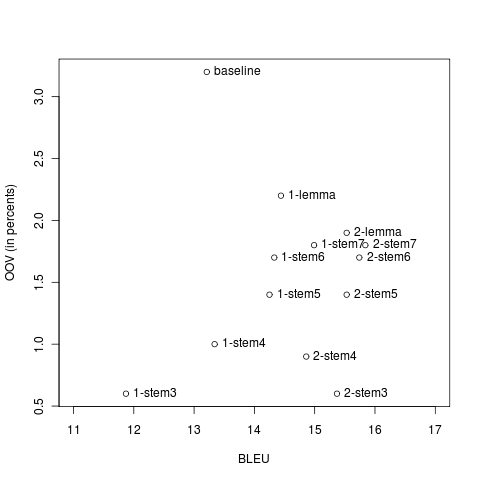 baseline
3.0
2.5
1-lemma
2.0
2-lemma
1-stem7
2-stem7
1-stem6
2-stem6
1.5
1-stem5
2-stem5
1-stem4
1.0
2-stem4
1-stem3
2-stem3
0.5
OOV (in percents)
11 12 13 14 15 16 17
BLEU